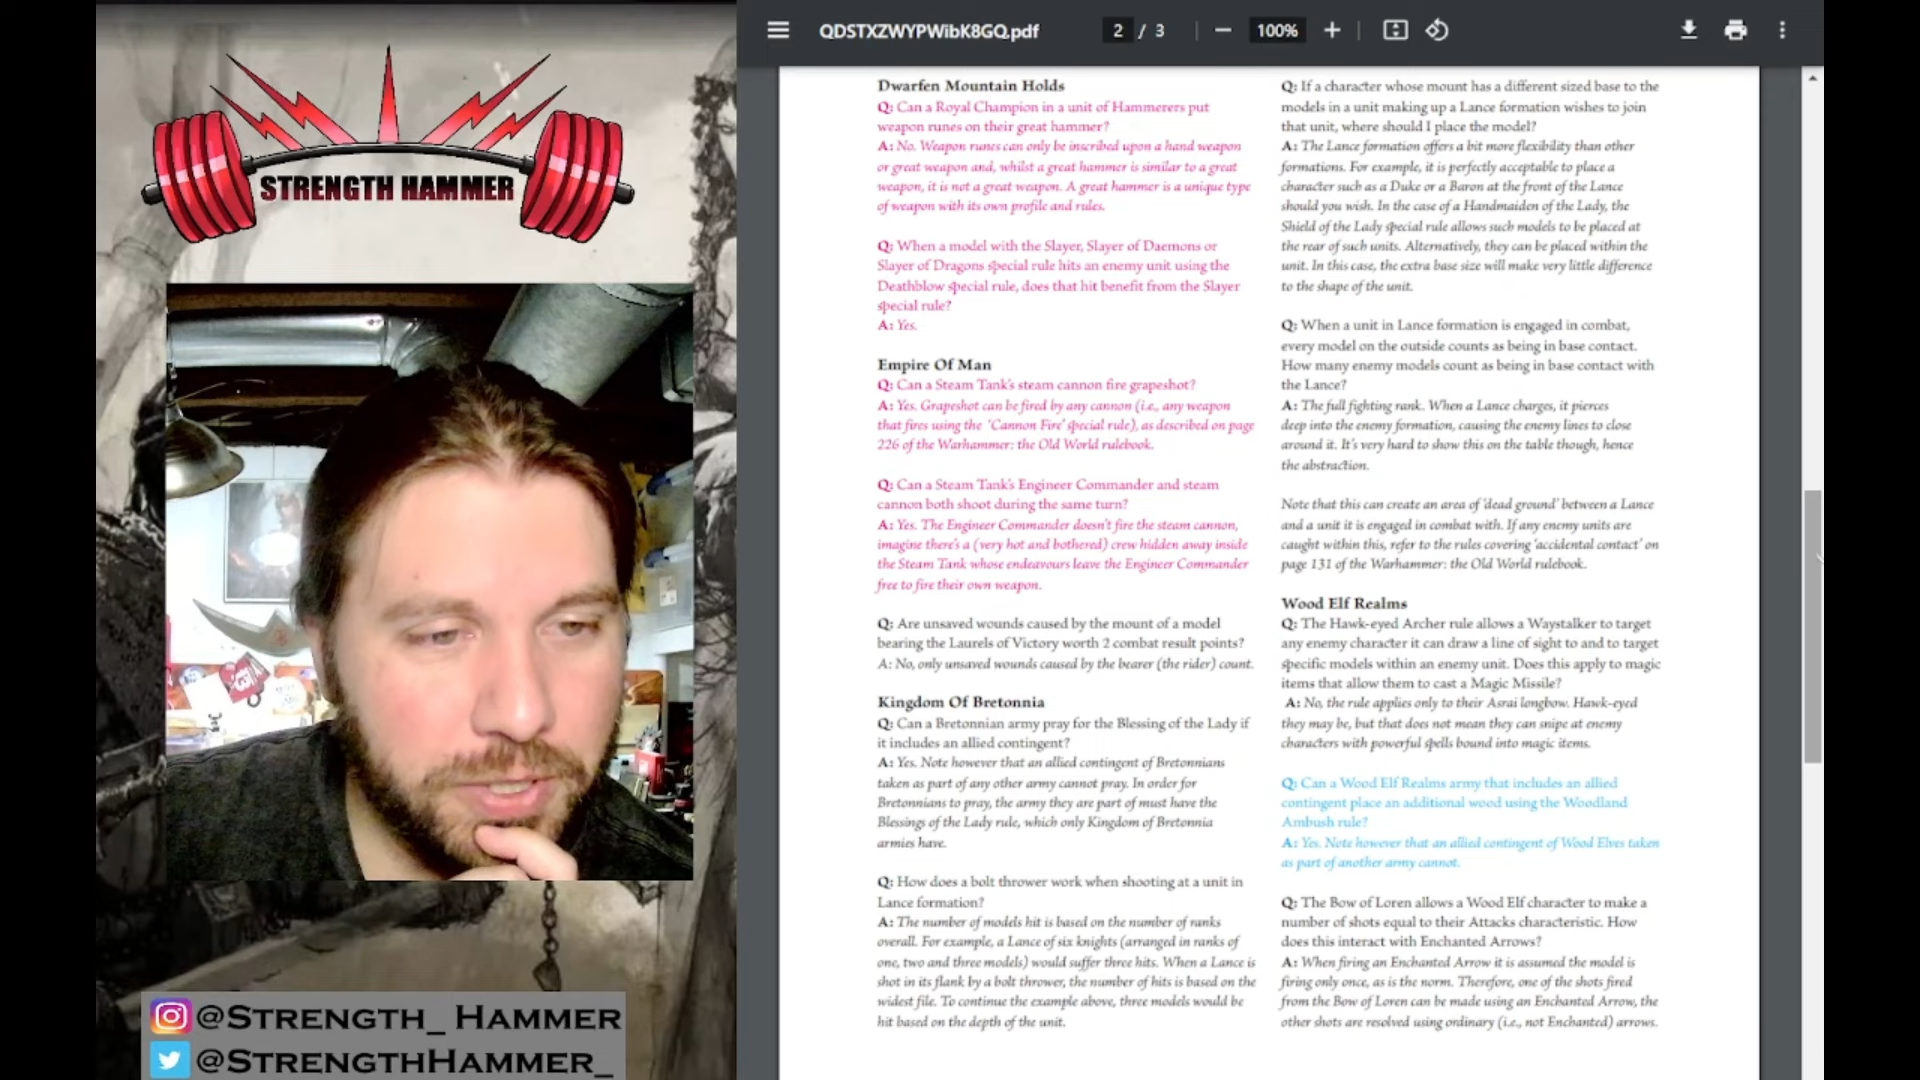 STRENGTH HAMMER
@STRENGTH_HAMMER
@STRENGTHHAMMER_
QDSTXZWYPWibK8GQ.pdf
2 / 3
100%
Dwarfen Mountain Holds
Q: Can a Royal Champion in a unit of Hammerers put
weapon runes on their great hammer?
A: No. Weapon runes can only be inscribed upon a hand weapon
or great weapon and, whilst a great hammer is similar to a great
weapon, it is not a great weapon. A great hammer is a unique type
of weapon with its own profile and rules.
Q: When a model with the Slayer, Slayer of Daemons or
Slayer of Dragons special rule hits an enemy unit using the
Deathblow special rule, does that hit benefit from the Slayer
special rule?
A: Yes.
Empire Of Man
Q: Can a Steam Tank's steam cannon fire grapeshot?
A: Yes. Grapeshot can be fired by any cannon (i.e., any weapon
that fires using the 'Cannon Fire' special rule), as described on page
226 of the Warhammer: the Old World rulebook.
Q: Can a Steam Tank's Engineer Commander and steam
cannon both shoot during the same turn?
A: Yes. The Engineer Commander doesn't fire the steam cannon,
imagine there's a (very hot and bothered) crew hidden away inside
the Steam Tank whose endeavours leave the Engineer Commander
free to fire their own weapon.
Q: Are unsaved wounds caused by the mount of a model
bearing the Laurels of Victory worth 2 combat result points?
A: No, only unsaved wounds caused by the bearer (the rider) count.
Kingdom Of Bretonnia
Q: Can a Bretonnian army pray for the Blessing of the Lady if
it includes an allied contingent?
A: Yes. Note however that an allied contingent of Bretonnians
taken as part of any other army cannot pray. In order for
Bretonnians to pray, the army they are part of must have the
Blessings of the Lady rule, which only Kingdom of Bretonnia
armies have.
Q: How does a bolt thrower work when shooting at a unit in
Lance formation?
A: The number of models hit is based on the number of ranks
overall. For example, a Lance of six knights (arranged in ranks of
one, two and three models) would suffer three hits. When a Lance is
shot in its flank by a bolt thrower, the number of hits is based on the
widest file. To continue the example above, three models would be
hit based on the depth of the unit.
Q: If a character whose mount has a different sized base to the
models in a unit making up a Lance formation wishes to join
that unit, where should I place the model?
A: The Lance formation offers a bit more flexibility than other
formations. For example, it is perfectly acceptable to place a
character such as a Duke or a Baron at the front of the Lance
should you wish. In the case of a Handmaiden of the Lady, the
Shield of the Lady special rule allows such models to be placed at
the rear of such units. Alternatively, they can be placed within the
unit. In this case, the extra base size will make very little difference
to the shape of the unit.
Q: When a unit in Lance formation is engaged in combat,
every model on the outside counts as being in base contact.
How many enemy models count as being in base contact with
the Lance?
A: The full fighting rank. When a Lance charges, it pierces
deep into the enemy formation, causing the enemy lines to close
around it. It's very hard to show this on the table though, hence
the abstraction.
Note that this can create an area of 'dead ground' between a Lance
and a unit it is engaged in combat with. If any enemy units are
caught within this, refer to the rules covering 'accidental contact' on
page 131 of the Warhammer: the Old World rulebook.
Wood Elf Realms
Q: The Hawk-eyed Archer rule allows a Waystalker to target
any enemy character it can draw a line of sight to and to target
specific models within an enemy unit. Does this apply to magic
items that allow them to cast a Magic Missile?
A: No, the rule applies only to their Asrai longbow. Hawk-eyed
they may be, but that does not mean they can snipe at enemy
characters with powerful spells bound into magic items.
Q: Can a Wood Elf Realms army that includes an allied
contingent place an additional wood using the Woodland
Ambush rule?
A: Yes. Note however that an allied contingent of Wood Elves taken
as part of another army cannot.
Q: The Bow of Loren allows a Wood Elf character to make a
number of shots equal to their Attacks characteristic. How
does this interact with Enchanted Arrows?
A: When firing an Enchanted Arrow it is assumed the model is
firing only once, as is the norm. Therefore, one of the shots fired
from the Bow of Loren can be made using an Enchanted Arrow, the
other shots are resolved using ordinary (i.e., not Enchanted) arrows.